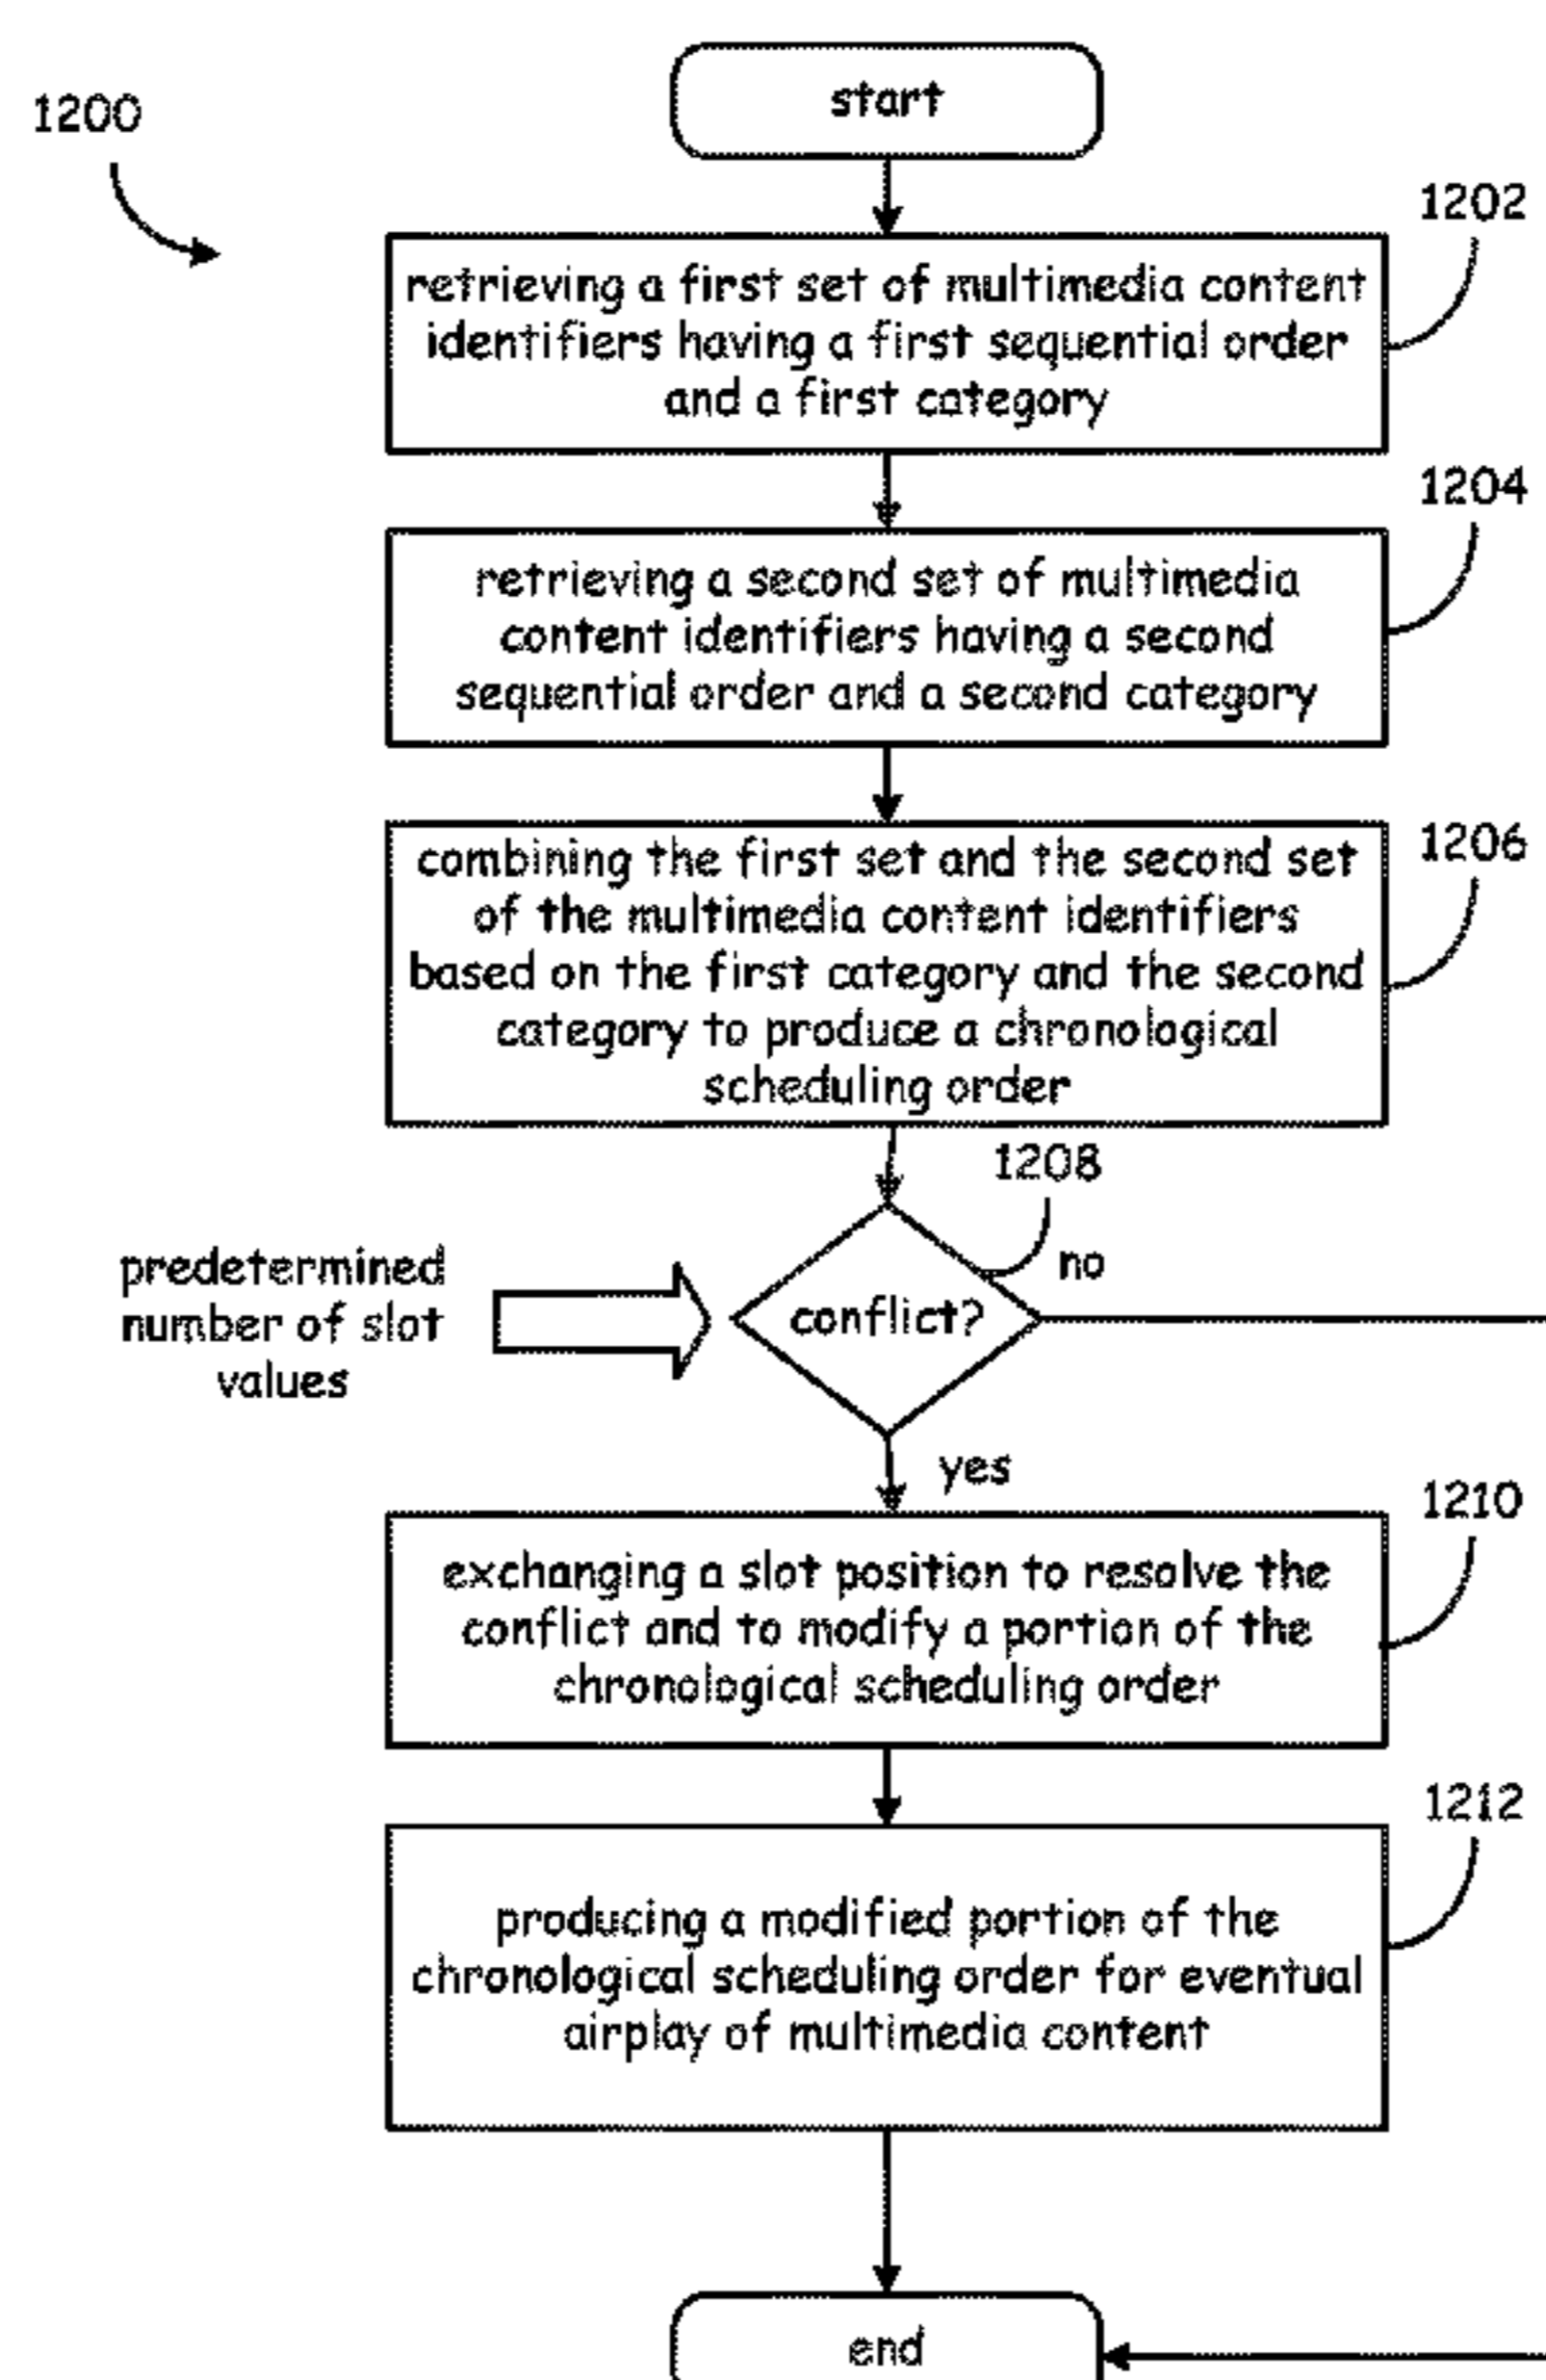 start
1200
1202
retrieving a first set of multimedia content
identifiers having a first sequential order
and a first category
1204
retrieving a second set of multimedia
content identifiers having a second
sequential order and a second category
1206
combining the first set and the second set
of the multimedia content identifiers
based on the first category and the second
category to produce a chronological
scheduling order
1208
no
predetermined
number of slot
values
conflict?
yes
1210
exchanging a slot position to resolve the
conflict and to modify a portion of the
chronological scheduling order
1212
producing a modified portion of the
chronological scheduling order for eventual
airplay of multimedia content
end